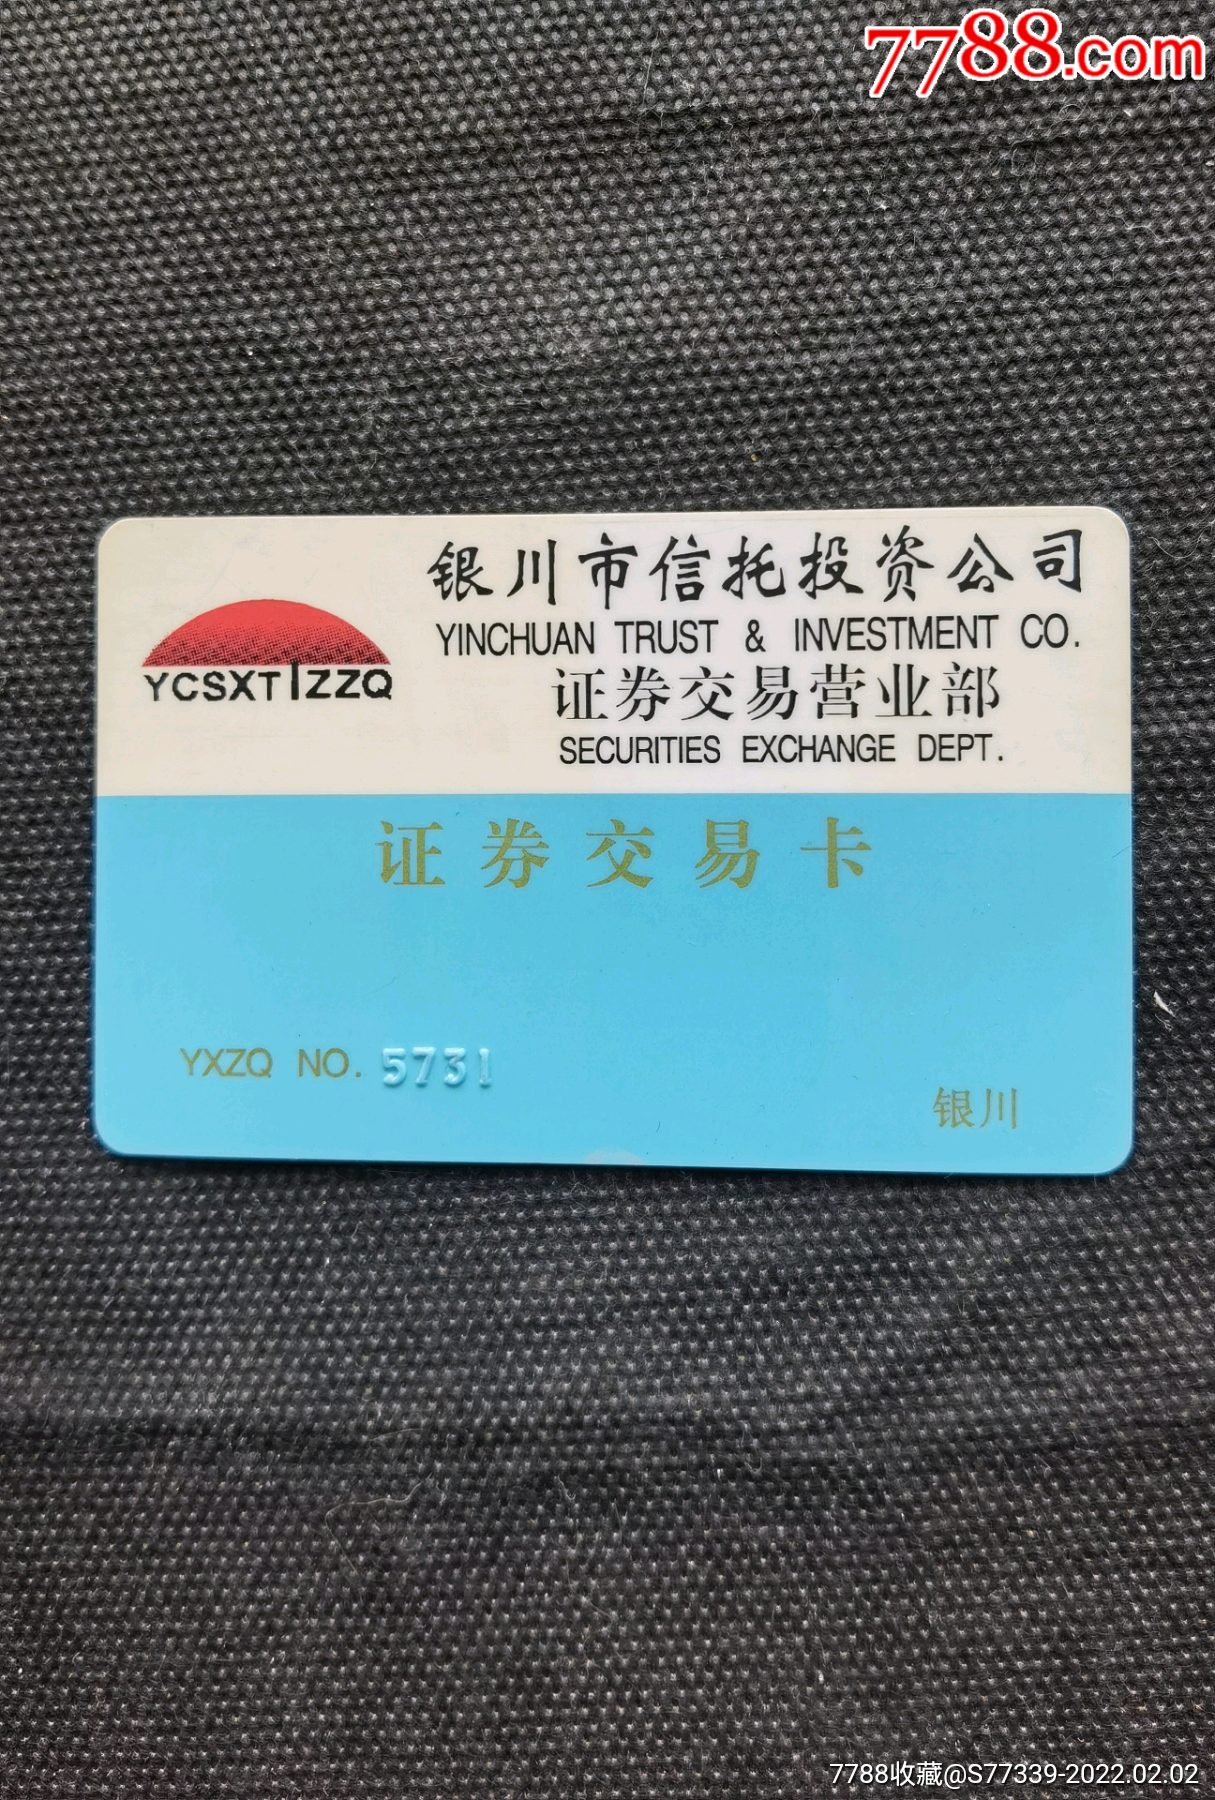 7788.com
银川市信托投资公司
YINCHUAN TRUST & INVESTMENT CO.
证券交易营业部
SECURITIES EXCHANGE DEPT.
YCSXTIZZQ
证券交易卡
YXZQ NO. 5731
银川
7788收藏@S77339-2022.02.02